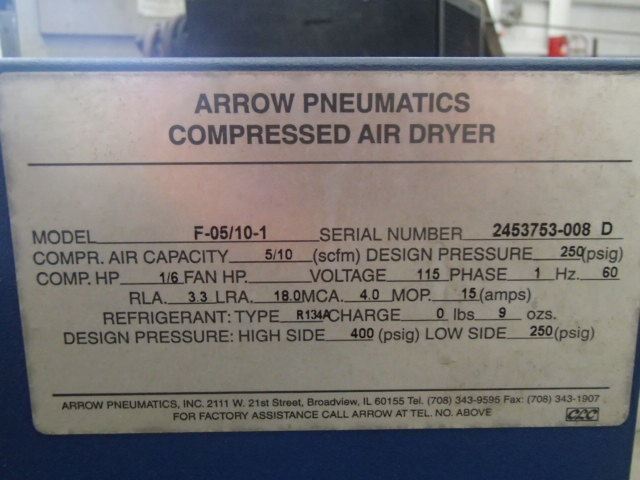 ARROW PNEUMATICS
COMPRESSED AIR DRYER
MODEL F-05/10-1 SERIAL NUMBER 2453753-008 D
COMPR. AIR CAPACITY 5/10 (scfm) DESIGN PRESSURE 250(psig)
COMP. HP 1/6 FAN HP. VOLTAGE 115 PHASE 1 Hz. 60
RLA. 3.3 LRA. 18.0 MCA. 4.0 MOP. 15 (amps)
REFRIGERANT: TYPE R134A CHARGE 0 lbs 9 ozs.
DESIGN PRESSURE: HIGH SIDE 400 (psig) LOW SIDE 250 (psig)
ARROW PNEUMATICS, INC. 2111 W. 21st Street, Broadview, IL 60155 Tel. (708) 343-9595 Fax: (708) 343-1907
FOR FACTORY ASSISTANCE CALL ARROW AT TEL. NO. ABOVE